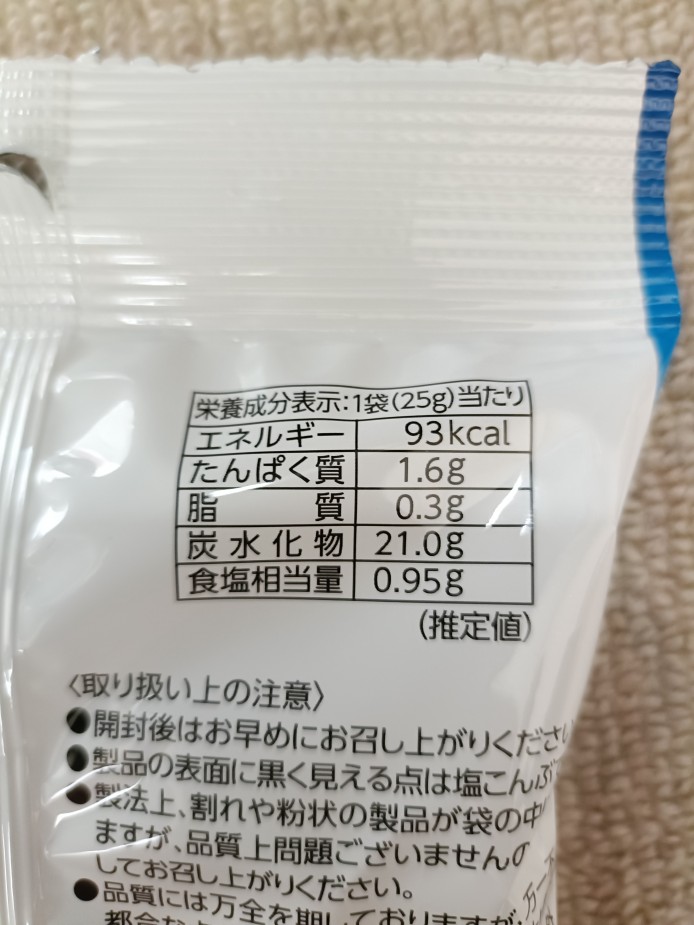 栄養成分表示:1袋(25g)当たり
エネルギー 93kcal
たんぱく質 1.6g
脂質 0.3g
炭水化物 21.0g
食塩相当量 0.95g
(推定値)
〈取り扱い上の注意〉
●開封後はお早めにお召し上がりくださ
●製品の表面に黒く見える点は塩こんぶ
●製法上、割れや粉状の製品が袋の中
ますが、品質上問題ございませんの
してお召し上がりください。
●品質には万全を期しておりますが、
万一